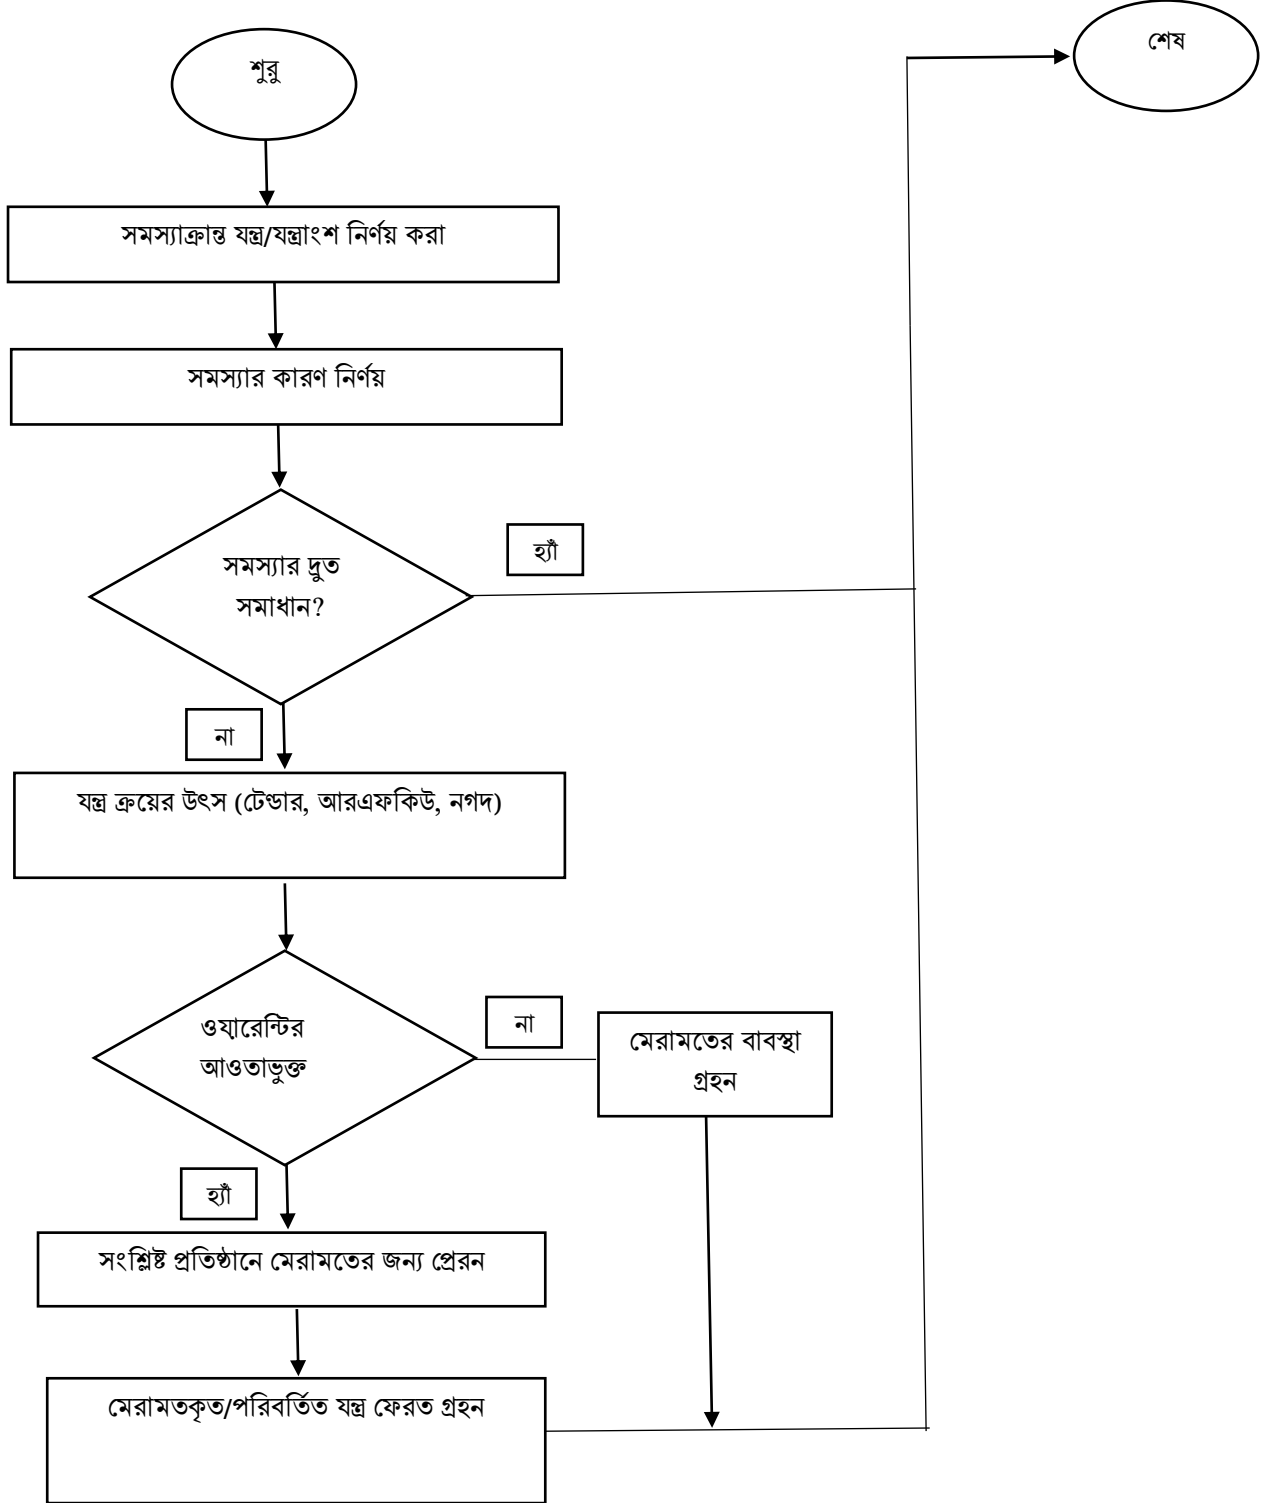 শুরু
শেষ
সমস্যাক্রান্ত যন্ত্র/যন্ত্রাংশ নির্ণয় করা
সমস্যার কারণ নির্ণয়
সমস্যার দ্রুত
সমাধান?
হ্যাঁ
না
যন্ত্র ক্রয়ের উৎস (টেন্ডার, আরএফকিউ, নগদ)
ওয্যারেন্টির
আওতাভুক্ত
না
মেরামতের বাবস্থা
গ্রহন
হ্যাঁ
সংশ্লিষ্ট প্রতিষ্ঠানে মেরামতের জন্য প্রেরন
মেরামতকৃত/পরিবর্তিত যন্ত্র ফেরত গ্রহন